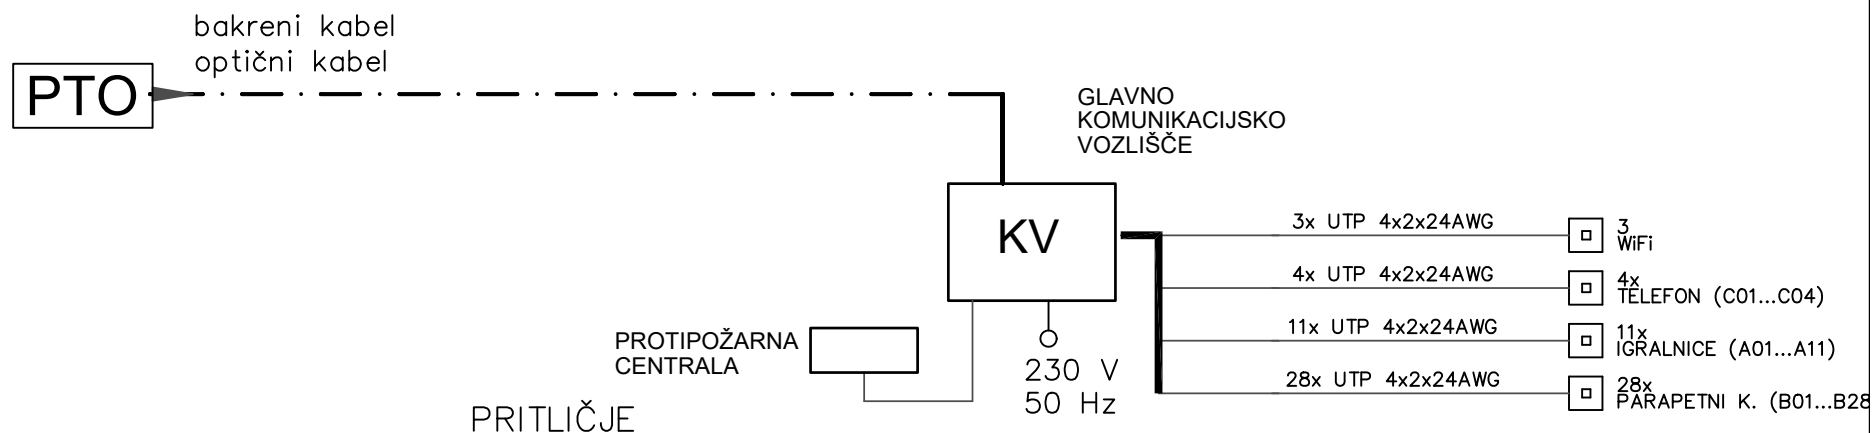 bakreni kabel
optični kabel
PTO
GLAVNO
KOMUNIKACIJSKO
VOZLIŠČE
KV
3x UTP 4x2x24AWG
3
WiFi
4x UTP 4x2x24AWG
4x
TELEFON (C01...C04)
11x UTP 4x2x24AWG
11x
IGRALNICE (A01...A11)
28x UTP 4x2x24AWG
28x
PARAPETNI K. (B01...B28
PROTIPOŽARNA
CENTRALA
230 V
50 Hz
PRITLIČJE